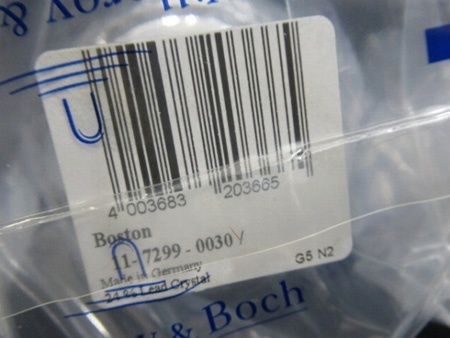 4 003683 203665
Boston
11-7299-0030
G5 N2
Made in Germany
24% Lead Crystal
& Boch